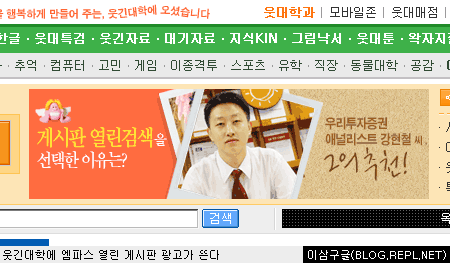 을 행복하게 만들어 주는, 웃긴대학에 오셨습니다
웃대학과 | 모바일존 | 웃대매점 |
한글 · 웃대특검 · 웃긴자료 · 대기자료 · 지식KIN · 그림낙서 · 웃대툰 · 왁자지
· 추억 · 컴퓨터 · 고민 · 게임 · 이종격투 · 스포츠 · 유학 · 직장 · 동물대학 · 공감 ·
게시판 열린검색을
선택한 이유는?
우리투자증권
애널리스트 강현철 씨.
2의 추천!
검색
웃긴대학에 엠파스 열린 게시판 광고가 뜬다
이삼구글(BLOG.REPL.NET)